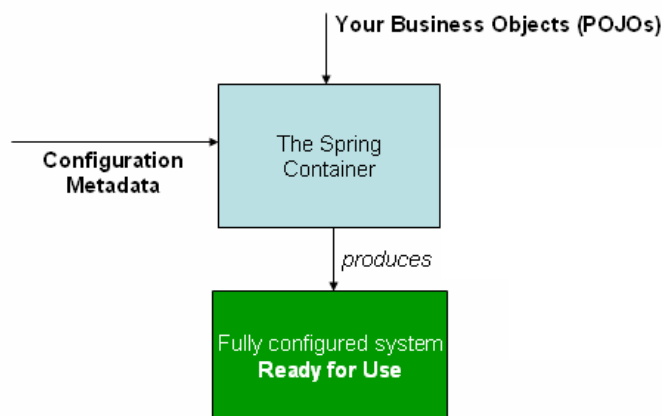 Your Business Objects (POJOs)
The Spring
Container
Configuration
Metadata
produces
Fully configured system
Ready for Use